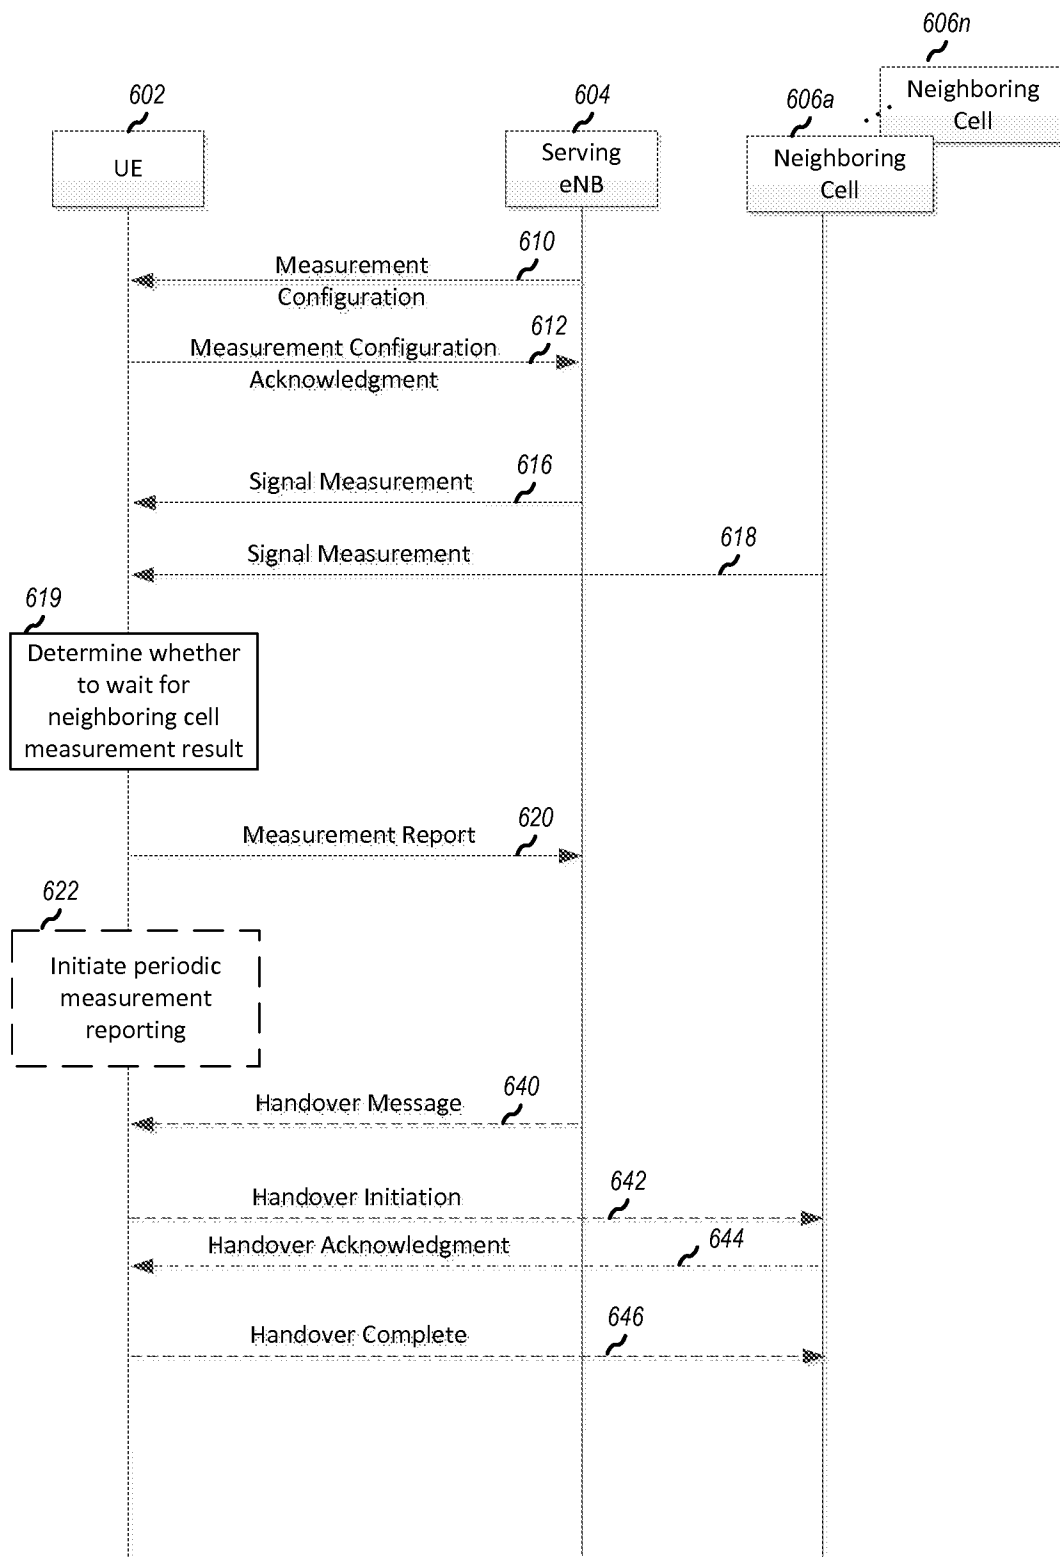 606n
Neighboring
Cell
602
604
606a
UE
Serving
eNB
Neighboring
Cell
610
Measurement
Configuration
612
Measurement Configuration
Acknowledgment
616
Signal Measurement
618
Signal Measurement
619
Determine whether
to wait for
neighboring cell
measurement result
620
Measurement Report
622
Initiate periodic
measurement
reporting
640
Handover Message
642
Handover Initiation
644
Handover Acknowledgment
646
Handover Complete